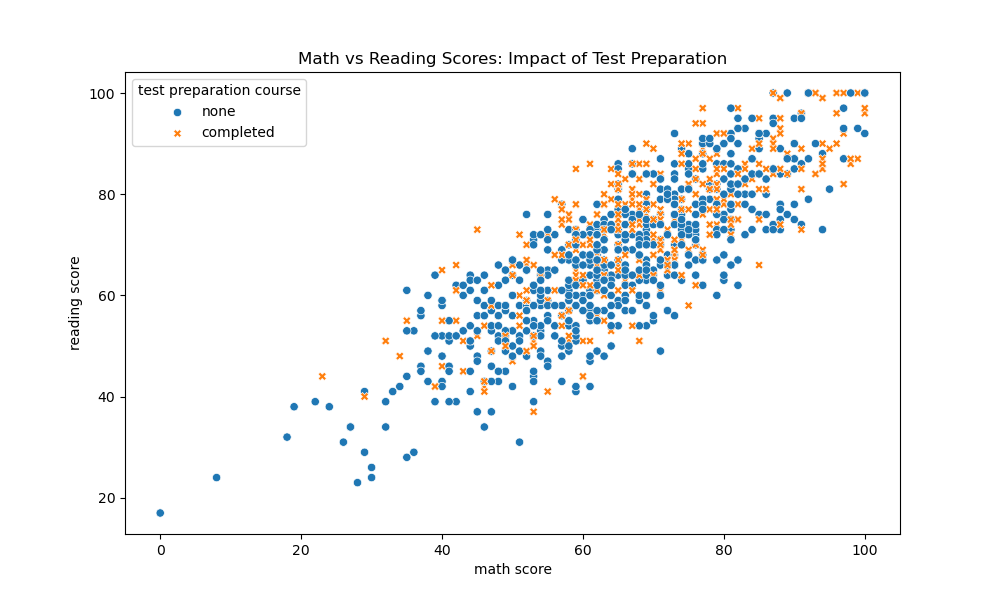 Math vs Reading Scores: Impact of Test Preparation
test preparation course
none
completed
100
80
60
40
20
reading score
0 20 40 60 80 100
math score